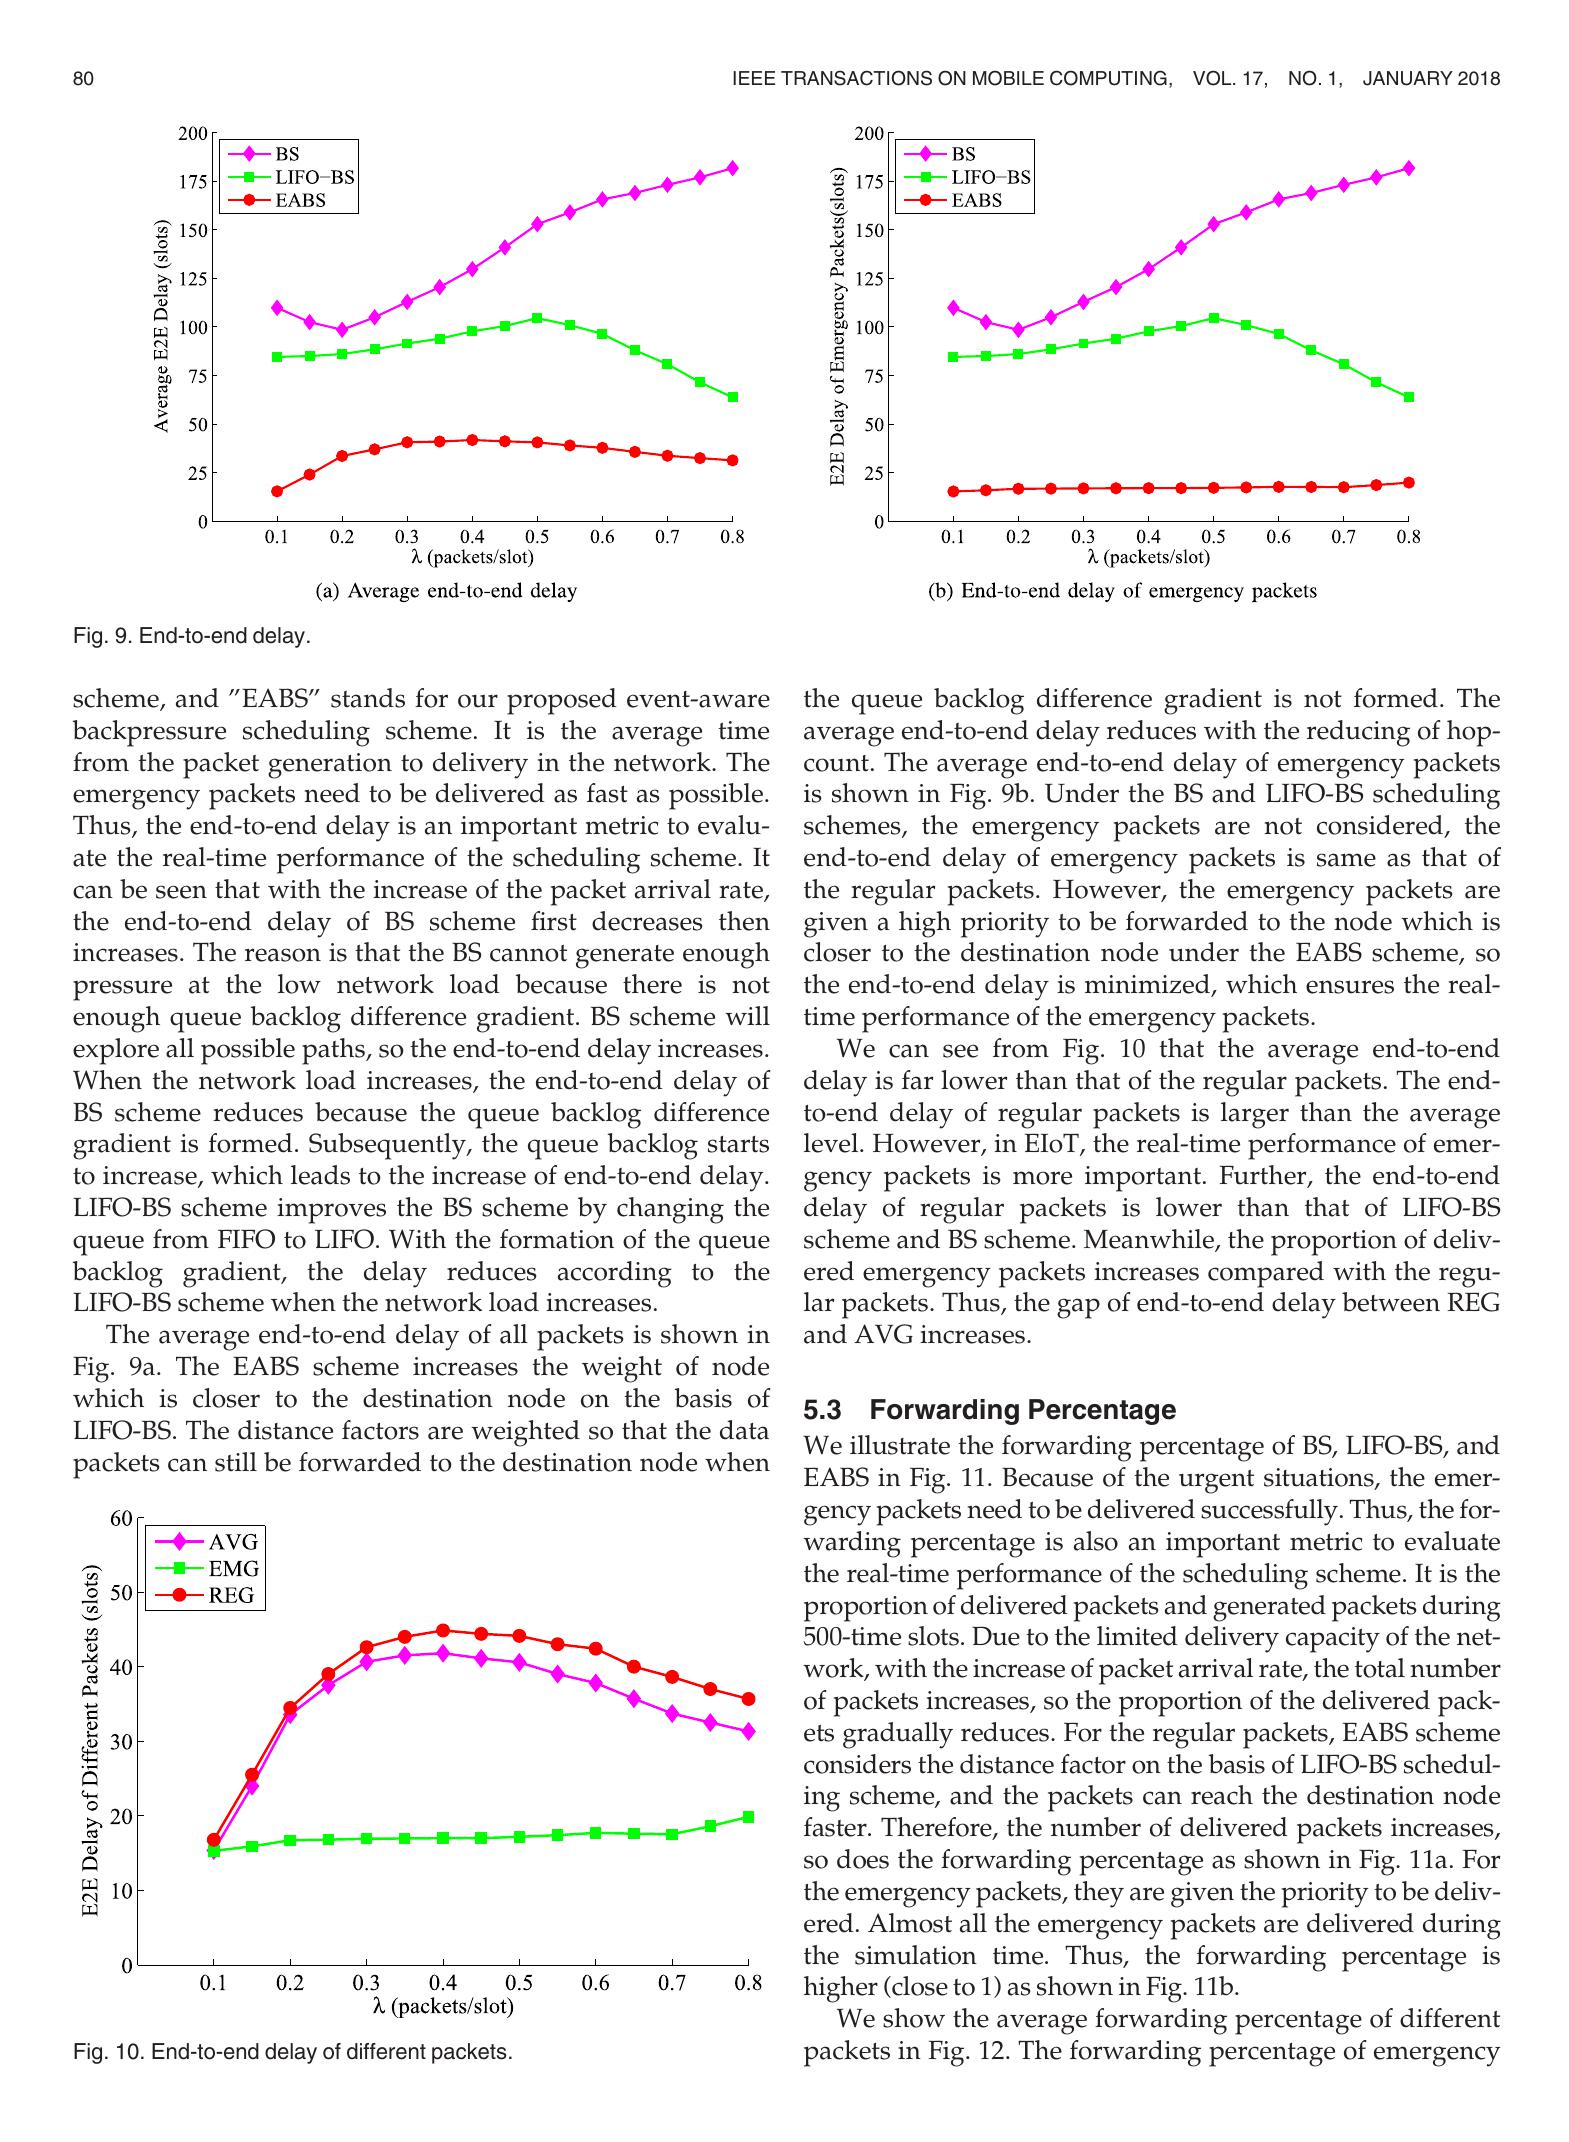 80
IEEE TRANSACTIONS ON MOBILE COMPUTING, VOL. 17, NO. 1, JANUARY 2018
200
175
150
125
100
75
50
25
0
Average E2E Delay (slots)
BS
LIFO−BS
EABS
0.1 0.2 0.3 0.4 0.5 0.6 0.7 0.8
λ (packets/slot)
(a) Average end-to-end delay
200
175
150
125
100
75
50
25
0
E2E Delay of Emergency Packets(slots)
BS
LIFO−BS
EABS
0.1 0.2 0.3 0.4 0.5 0.6 0.7 0.8
λ (packets/slot)
(b) End-to-end delay of emergency packets
Fig. 9. End-to-end delay.
scheme, and ”EABS” stands for our proposed event-aware
backpressure scheduling scheme. It is the average time
from the packet generation to delivery in the network. The
emergency packets need to be delivered as fast as possible.
Thus, the end-to-end delay is an important metric to evalu-
ate the real-time performance of the scheduling scheme. It
can be seen that with the increase of the packet arrival rate,
the end-to-end delay of BS scheme first decreases then
increases. The reason is that the BS cannot generate enough
pressure at the low network load because there is not
enough queue backlog difference gradient. BS scheme will
explore all possible paths, so the end-to-end delay increases.
When the network load increases, the end-to-end delay of
BS scheme reduces because the queue backlog difference
gradient is formed. Subsequently, the queue backlog starts
to increase, which leads to the increase of end-to-end delay.
LIFO-BS scheme improves the BS scheme by changing the
queue from FIFO to LIFO. With the formation of the queue
backlog gradient, the delay reduces according to the
LIFO-BS scheme when the network load increases.
The average end-to-end delay of all packets is shown in
Fig. 9a. The EABS scheme increases the weight of node
which is closer to the destination node on the basis of
LIFO-BS. The distance factors are weighted so that the data
packets can still be forwarded to the destination node when
60
50
40
30
20
10
0
E2E Delay of Different Packets (slots)
AVG
EMG
REG
0.1 0.2 0.3 0.4 0.5 0.6 0.7 0.8
λ (packets/slot)
Fig. 10. End-to-end delay of different packets.
the queue backlog difference gradient is not formed. The
average end-to-end delay reduces with the reducing of hop-
count. The average end-to-end delay of emergency packets
is shown in Fig. 9b. Under the BS and LIFO-BS scheduling
schemes, the emergency packets are not considered, the
end-to-end delay of emergency packets is same as that of
the regular packets. However, the emergency packets are
given a high priority to be forwarded to the node which is
closer to the destination node under the EABS scheme, so
the end-to-end delay is minimized, which ensures the real-
time performance of the emergency packets.
We can see from Fig. 10 that the average end-to-end
delay is far lower than that of the regular packets. The end-
to-end delay of regular packets is larger than the average
level. However, in EIoT, the real-time performance of emer-
gency packets is more important. Further, the end-to-end
delay of regular packets is lower than that of LIFO-BS
scheme and BS scheme. Meanwhile, the proportion of deliv-
ered emergency packets increases compared with the regu-
lar packets. Thus, the gap of end-to-end delay between REG
and AVG increases.
5.3 Forwarding Percentage
We illustrate the forwarding percentage of BS, LIFO-BS, and
EABS in Fig. 11. Because of the urgent situations, the emer-
gency packets need to be delivered successfully. Thus, the for-
warding percentage is also an important metric to evaluate
the real-time performance of the scheduling scheme. It is the
proportion of delivered packets and generated packets during
500-time slots. Due to the limited delivery capacity of the net-
work, with the increase of packet arrival rate, the total number
of packets increases, so the proportion of the delivered pack-
ets gradually reduces. For the regular packets, EABS scheme
considers the distance factor on the basis of LIFO-BS schedul-
ing scheme, and the packets can reach the destination node
faster. Therefore, the number of delivered packets increases,
so does the forwarding percentage as shown in Fig. 11a. For
the emergency packets, they are given the priority to be deliv-
ered. Almost all the emergency packets are delivered during
the simulation time. Thus, the forwarding percentage is
higher (close to 1) as shown in Fig. 11b.
We show the average forwarding percentage of different
packets in Fig. 12. The forwarding percentage of emergency